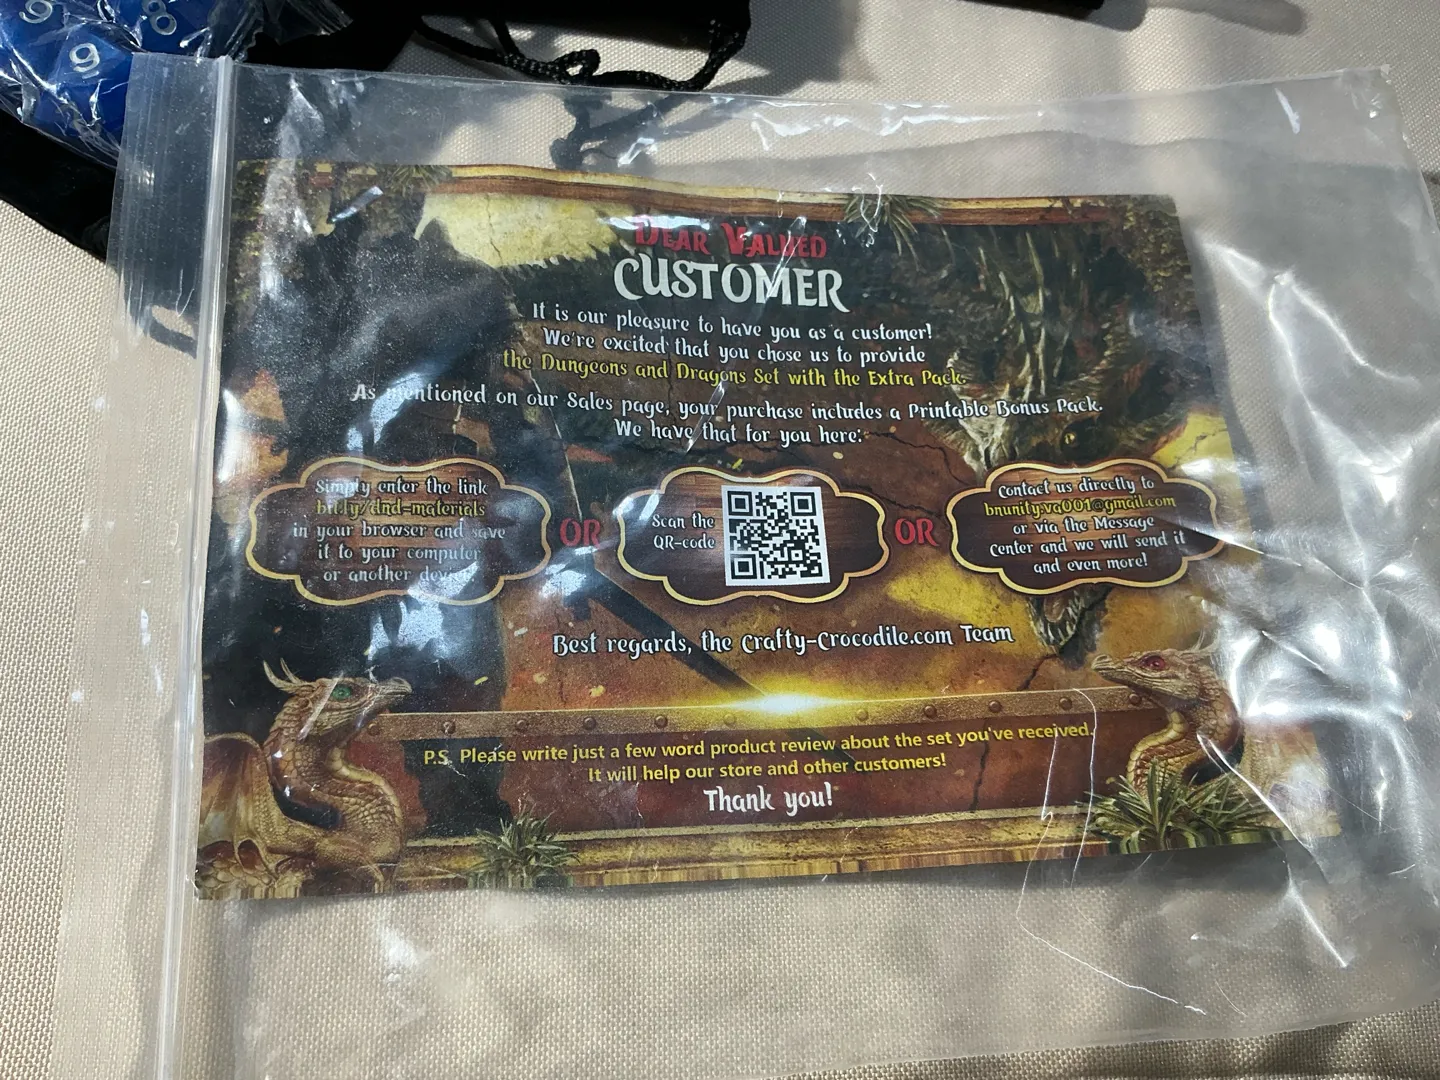 9
8
9
DEAR VALUED
CUSTOMER
It is our pleasure to have you as a customer!
We're excited that you chose us to provide
the Dungeons and Dragons Set with the Extra Pack.
As mentioned on our Sales page, your purchase includes a Printable Bonus Pack.
We have that for you here:
Simply enter the link
bit.ly/dnd-materials
in your browser and save
it to your computer
or another device
OR
Scan the
QR-code
OR
Contact us directly to
bnunity.va001@gmail.com
or via the Message
Center and we will send it
and even more!
Best regards, the Crafty-Crocodile.com Team
P.S. Please write just a few word product review about the set you've received.
It will help our store and other customers!
Thank you!